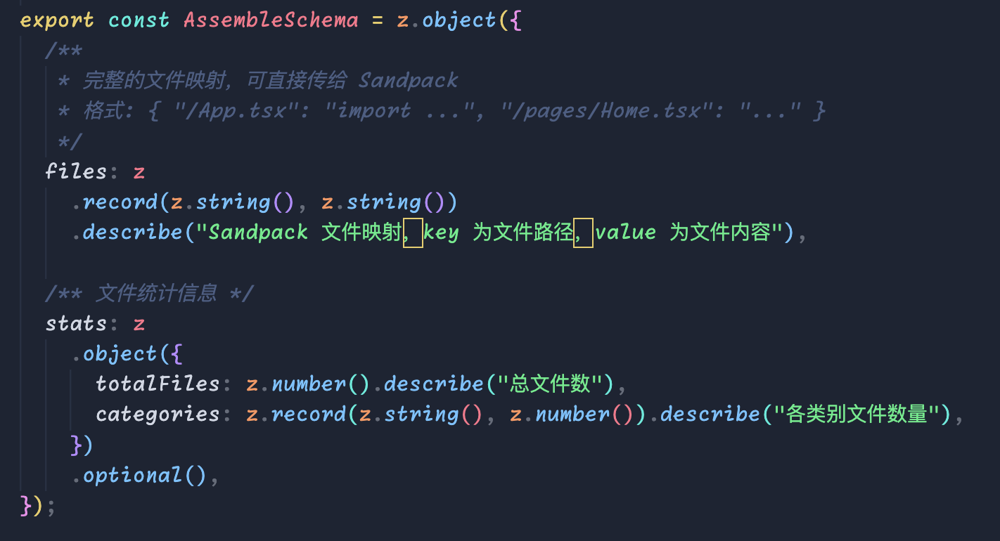 export const AssembleSchema = z.object({
/**
* 完整的文件映射，可直接传给 Sandpack
* 格式: { "/App.tsx": "import ...", "/pages/Home.tsx": "..." }
*/
files: z
.record(z.string(), z.string())
.describe("Sandpack 文件映射，key 为文件路径，value 为文件内容"),
/** 文件统计信息 */
stats: z
.object({
totalFiles: z.number().describe("总文件数"),
categories: z.record(z.string(), z.number()).describe("各类别文件数量"),
})
.optional(),
});